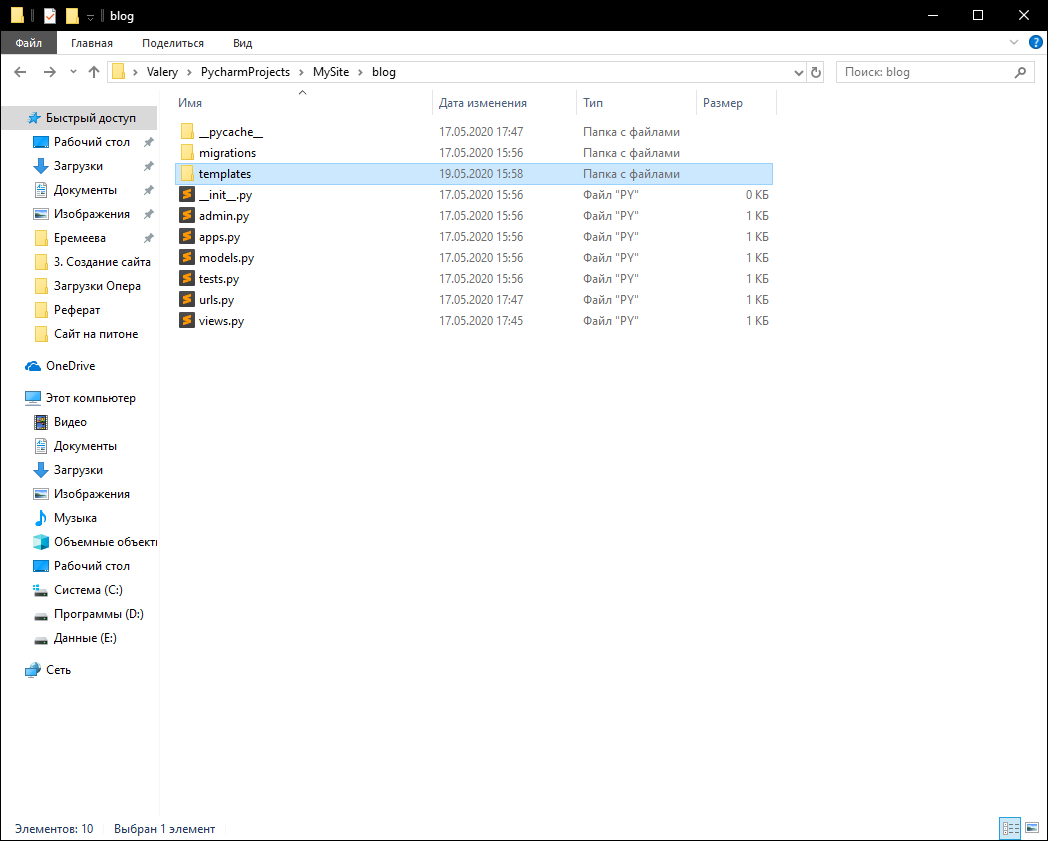 blog
Файл Главная Поделиться Вид
Valery PycharmProjects MySite blog Поиск: blog
Имя Дата изменения Тип Размер
__pycache__ 17.05.2020 17:47 Папка с файлами
migrations 17.05.2020 15:56 Папка с файлами
templates 19.05.2020 15:58 Папка с файлами
__init__.py 17.05.2020 15:56 Файл "PY" 0 КБ
admin.py 17.05.2020 15:56 Файл "PY" 1 КБ
apps.py 17.05.2020 15:56 Файл "PY" 1 КБ
models.py 17.05.2020 15:56 Файл "PY" 1 КБ
tests.py 17.05.2020 15:56 Файл "PY" 1 КБ
urls.py 17.05.2020 17:47 Файл "PY" 1 КБ
views.py 17.05.2020 17:45 Файл "PY" 1 КБ
Быстрый доступ
Рабочий стол
Загрузки
Документы
Изображения
Еремеева
3. Создание сайта
Загрузки Опера
Реферат
Сайт на питоне
OneDrive
Этот компьютер
Видео
Документы
Загрузки
Изображения
Музыка
Объемные объекты
Рабочий стол
Система (C:)
Программы (D:)
Данные (E:)
Сеть
Элементов: 10 Выбран 1 элемент